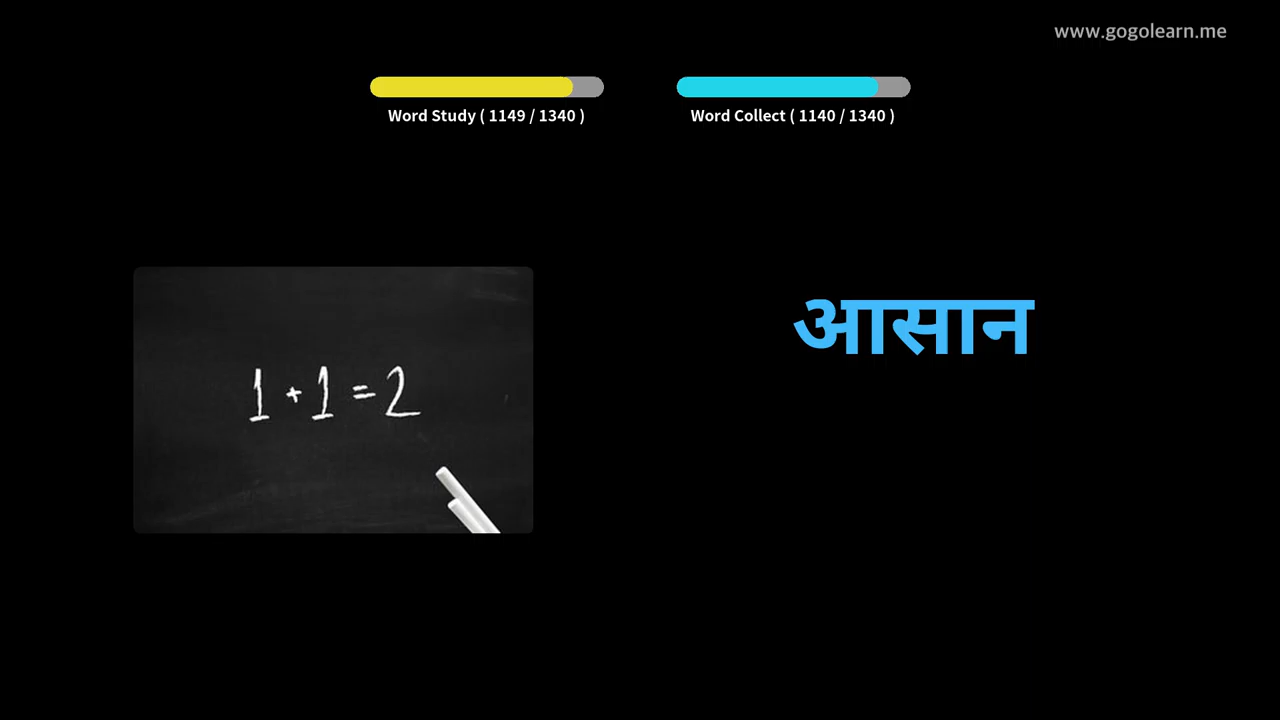 www.gogolearn.me
Word Study ( 1149 / 1340 )
Word Collect ( 1140 / 1340 )
1 + 1 = 2
आसान